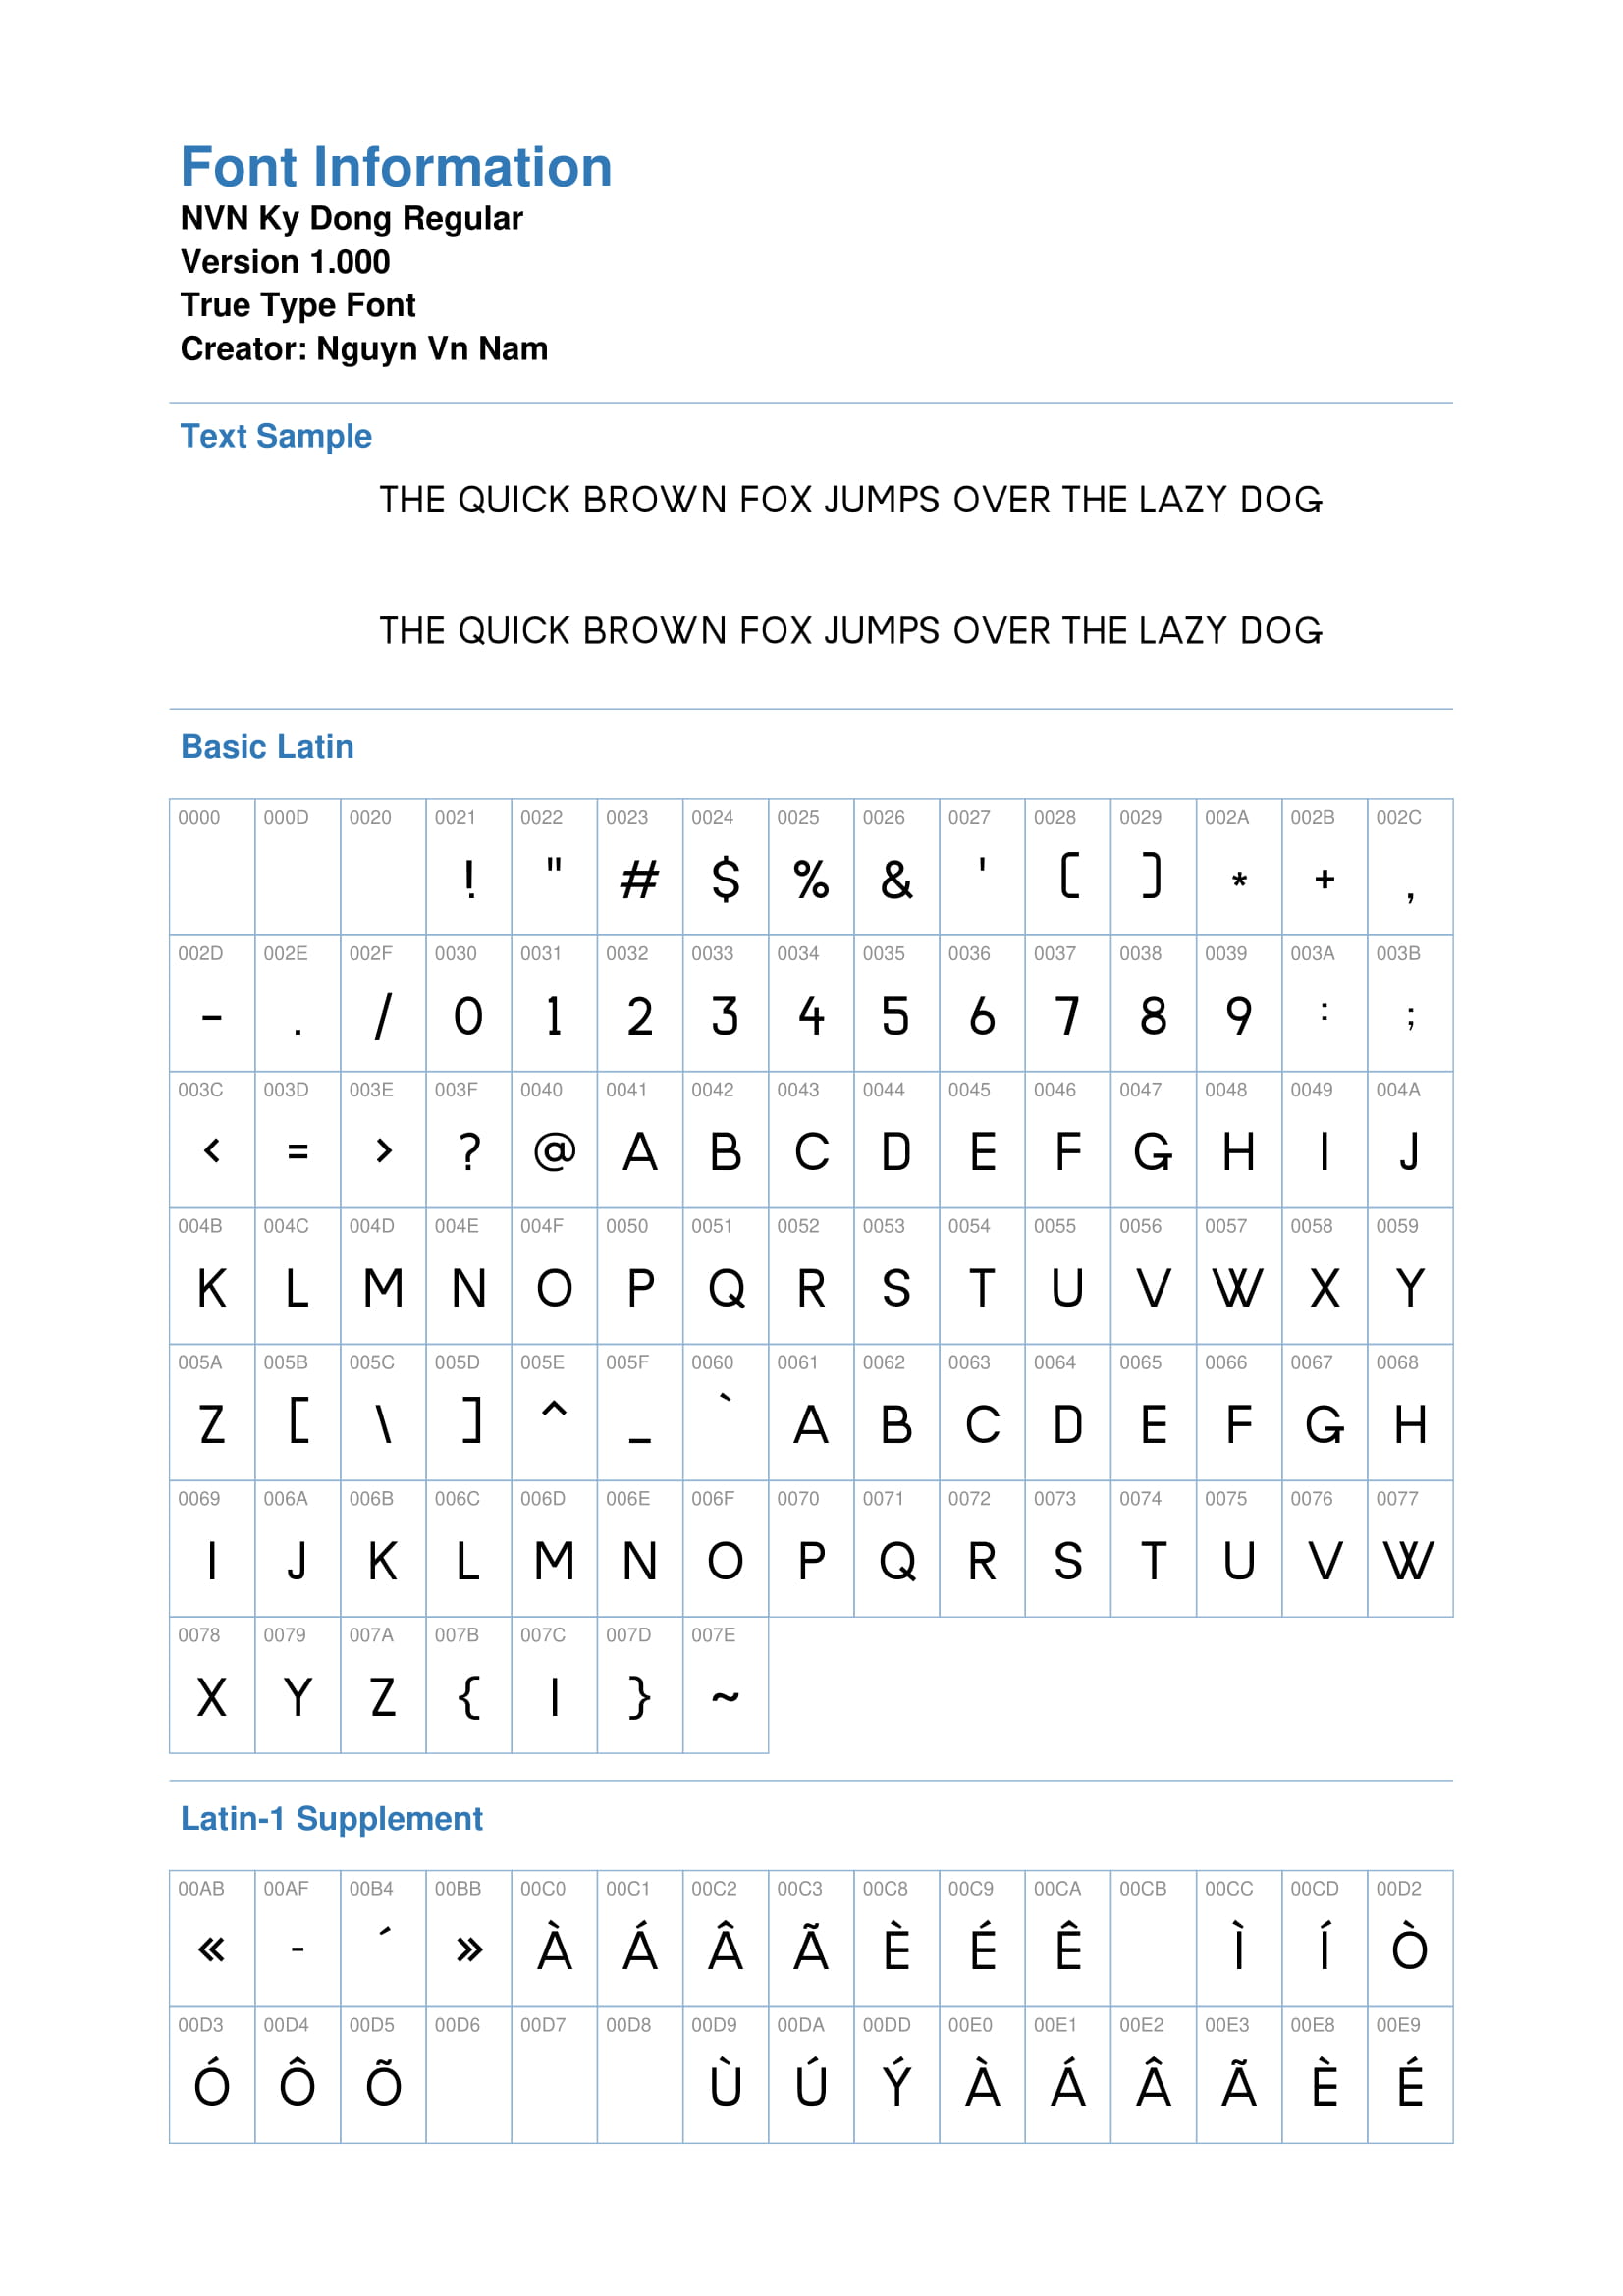 Font Information
NVN Ky Dong Regular
Version 1.000
True Type Font
Creator: Nguyn Vn Nam
Text Sample
THE QUICK BROWN FOX JUMPS OVER THE LAZY DOG
THE QUICK BROWN FOX JUMPS OVER THE LAZY DOG
Basic Latin
0000 000D 0020 0021 0022 0023 0024 0025 0026 0027 0028 0029 002A 002B 002C
! " # $ % & ' ( ) * + ,
002D 002E 002F 0030 0031 0032 0033 0034 0035 0036 0037 0038 0039 003A 003B
- . / 0 1 2 3 4 5 6 7 8 9 : ;
003C 003D 003E 003F 0040 0041 0042 0043 0044 0045 0046 0047 0048 0049 004A
< = > ? @ A B C D E F G H I J
004B 004C 004D 004E 004F 0050 0051 0052 0053 0054 0055 0056 0057 0058 0059
K L M N O P Q R S T U V W X Y
005A 005B 005C 005D 005E 005F 0060 0061 0062 0063 0064 0065 0066 0067 0068
Z [ \ ] ^ _ ` A B C D E F G H
0069 006A 006B 006C 006D 006E 006F 0070 0071 0072 0073 0074 0075 0076 0077
I J K L M N O P Q R S T U V W
0078 0079 007A 007B 007C 007D 007E
X Y Z { | } ~
Latin-1 Supplement
00AB 00AF 00B4 00BB 00C0 00C1 00C2 00C3 00C8 00C9 00CA 00CB 00CC 00CD 00D2
« - ´ » À Á Â Ã È É Ê Ì Í Ò
00D3 00D4 00D5 00D6 00D7 00D8 00D9 00DA 00DD 00E0 00E1 00E2 00E3 00E8 00E9
Ó Ô Õ Ù Ú Ý À Á Â Ã È É